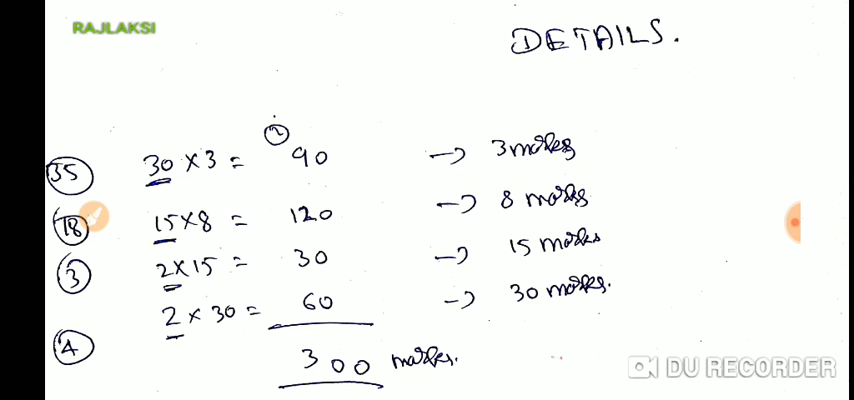 RAJLAKSI
DETAILS.
2
35 30 × 3 = 90 → 3 marks
18 15 × 8 = 120 → 8 marks
3 2 × 15 = 30 → 15 marks
2 × 30 = 60 → 30 marks.
4
300 marks.
DU RECORDER